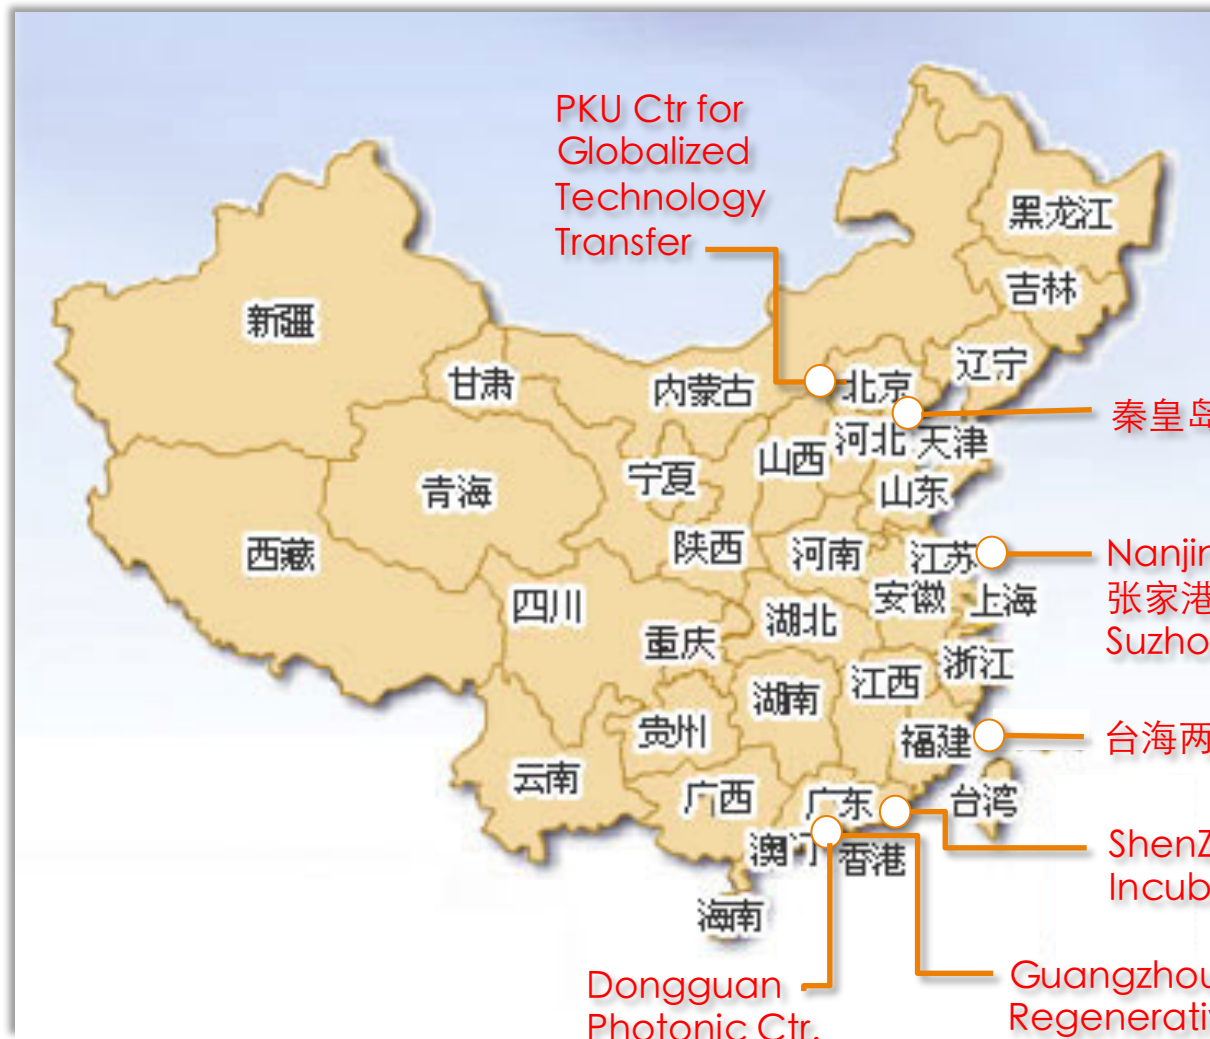 PKU Ctr for
Globalized
Technology
Transfer
黑龙江
吉林
辽宁
新疆
甘肃
内蒙古
北京
秦皇岛
河北
天津
山西
宁夏
青海
山东
西藏
陕西
河南
江苏
Nanjin
张家港
安徽
上海
Suzho
四川
湖北
重庆
浙江
江西
湖南
贵州
福建
台海两
云南
广西
广东
台湾
澳门
香港
ShenZ
Incub
海南
Dongguan
Photonic Ctr.
Guangzhou
Regenerativ